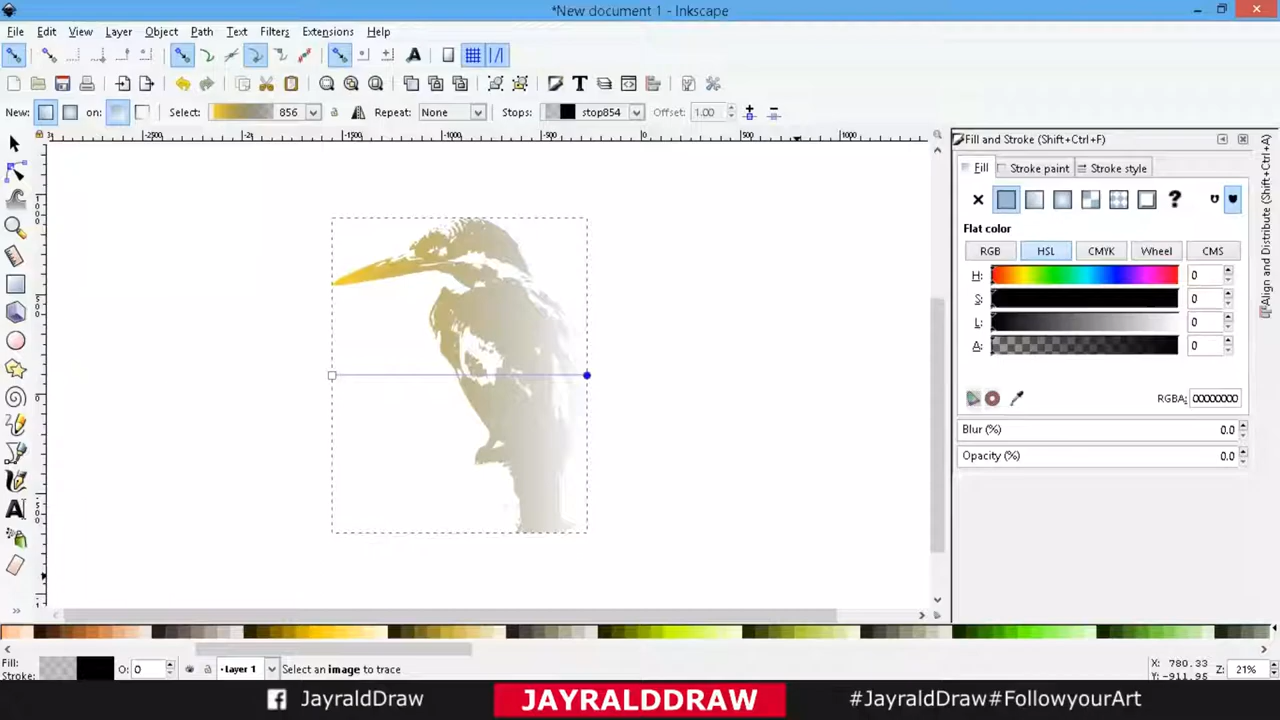 *New document 1 - Inkscape
File Edit View Layer Object Path Text Filters Extensions Help
New: on: Select: 856 Repeat: None Stops: stop854 Offset: 1.00
Fill and Stroke (Shift+Ctrl+F)
Fill Stroke paint Stroke style
Flat color
RGB HSL CMYK Wheel CMS
H: 0
S: 0
L: 0
A: 0
RGBA: 00000000
Blur (%) 0.0
Opacity (%) 0.0
Align and Distribute (Shift+Ctrl+A)
Fill:
Stroke:
O: 0
Layer 1
Select an image to trace
X: 780.33
Y: -911.95
Z: 21%
JayraldDraw
JAYRALDDRAW
#JayraldDraw#FollowyourArt